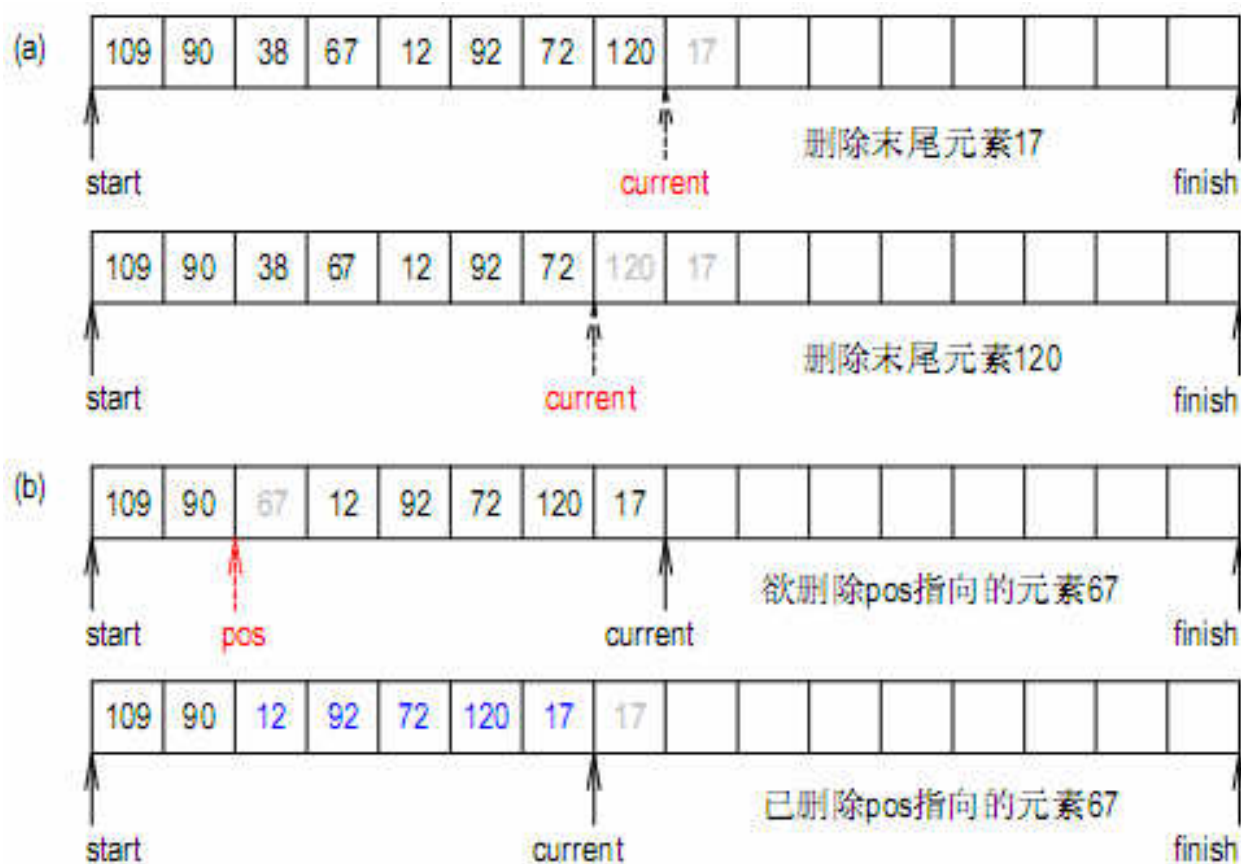 (a) 109 90 38 67 12 92 72 120 17
删除末尾元素17
start current finish
109 90 38 67 12 92 72 120 17
删除末尾元素120
start current finish
(b) 109 90 67 12 92 72 120 17
欲删除pos指向的元素67
start pos current finish
109 90 12 92 72 120 17 17
已删除pos指向的元素67
start current finish